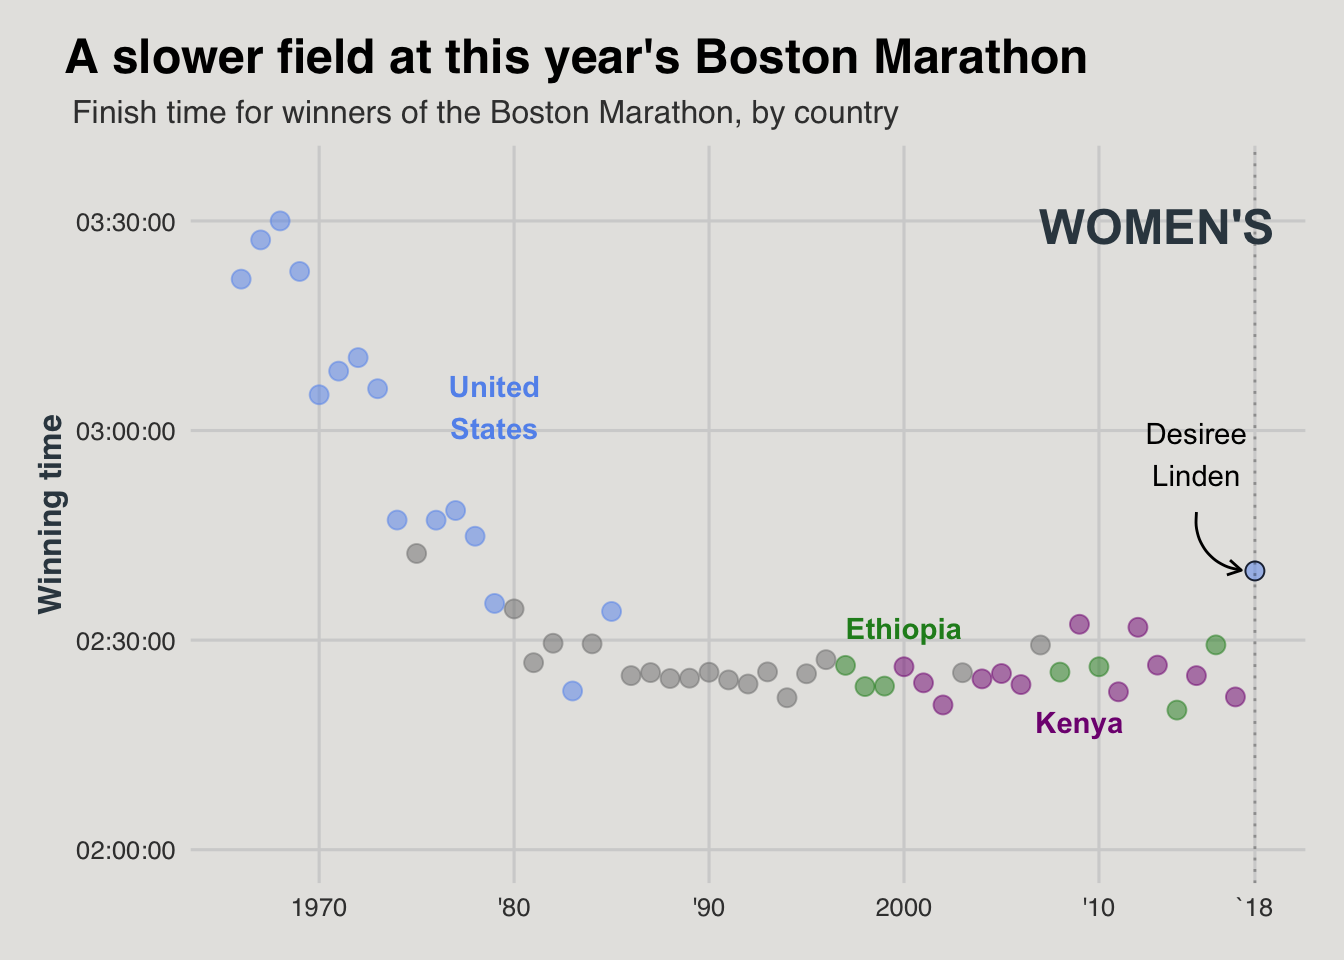 A slower field at this year's Boston Marathon
Finish time for winners of the Boston Marathon, by country
WOMEN'S
03:30:00
03:00:00
02:30:00
02:00:00
Winning time
United
States
Desiree
Linden
Ethiopia
Kenya
1970
'80
'90
2000
'10
`18